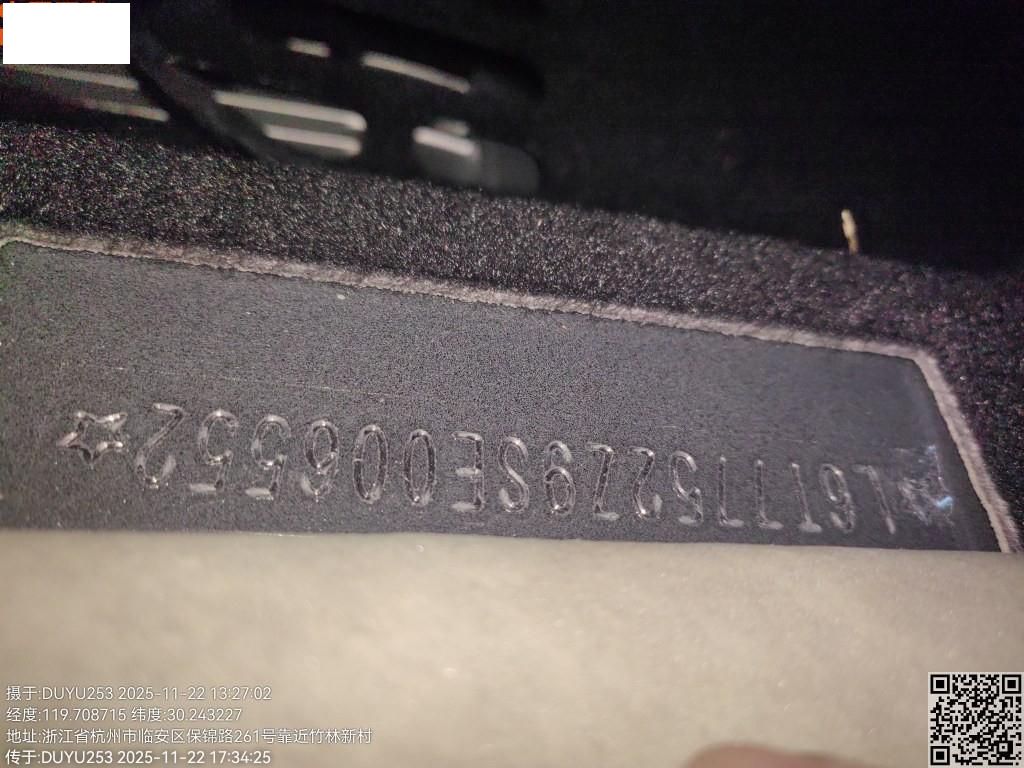 ☆L6T7752Z9SE006552☆
摄于:DUYU253 2025-11-22 13:27:02
经度:119.708715 纬度:30.243227
地址:浙江省杭州市临安区保锦路261号靠近竹林新村
传于:DUYU253 2025-11-22 17:34:25